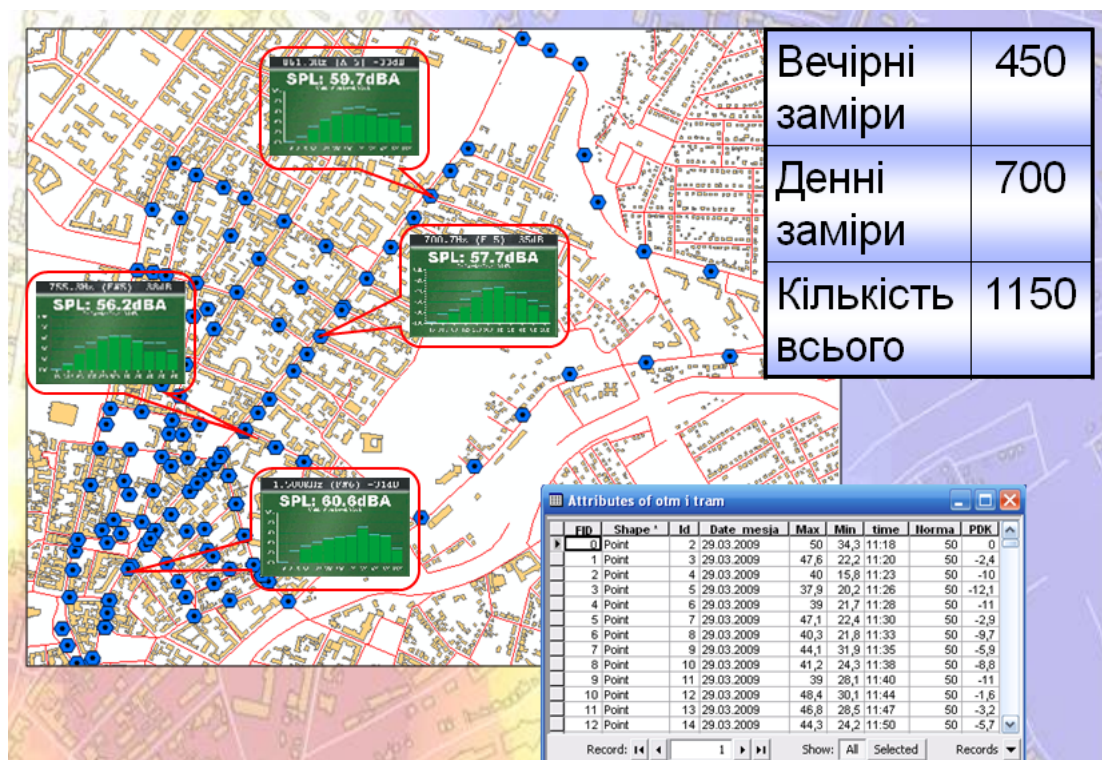 SPL: 59.7dBA
700.7Hz (F 5) 35dB
SPL: 57.7dBA
SPL: 56.2dBA
SPL: 60.6dBA
Вечірні заміри 450
Денні заміри 700
Кількість всього 1150
Attributes of otm i tram
FID Shape * Id Date_mesja Max Min time Norma PDK
0 Point 2 29.03.2009 50 34,3 11:18 50 0
1 Point 3 29.03.2009 47,6 22,2 11:20 50 -2,4
2 Point 4 29.03.2009 40 15,8 11:23 50 -10
3 Point 5 29.03.2009 37,9 20,2 11:26 50 -12,1
4 Point 6 29.03.2009 39 21,7 11:28 50 -11
5 Point 7 29.03.2009 47,1 22,4 11:30 50 -2,9
6 Point 8 29.03.2009 40,3 21,8 11:33 50 -9,7
7 Point 9 29.03.2009 44,1 31,9 11:35 50 -5,9
8 Point 10 29.03.2009 41,2 24,3 11:38 50 -8,8
9 Point 11 29.03.2009 39 28,1 11:40 50 -11
10 Point 12 29.03.2009 48,4 30,1 11:44 50 -1,6
11 Point 13 29.03.2009 46,8 28,5 11:47 50 -3,2
12 Point 14 29.03.2009 44,3 24,2 11:50 50 -5,7
Record: 1 Show: All Selected Records